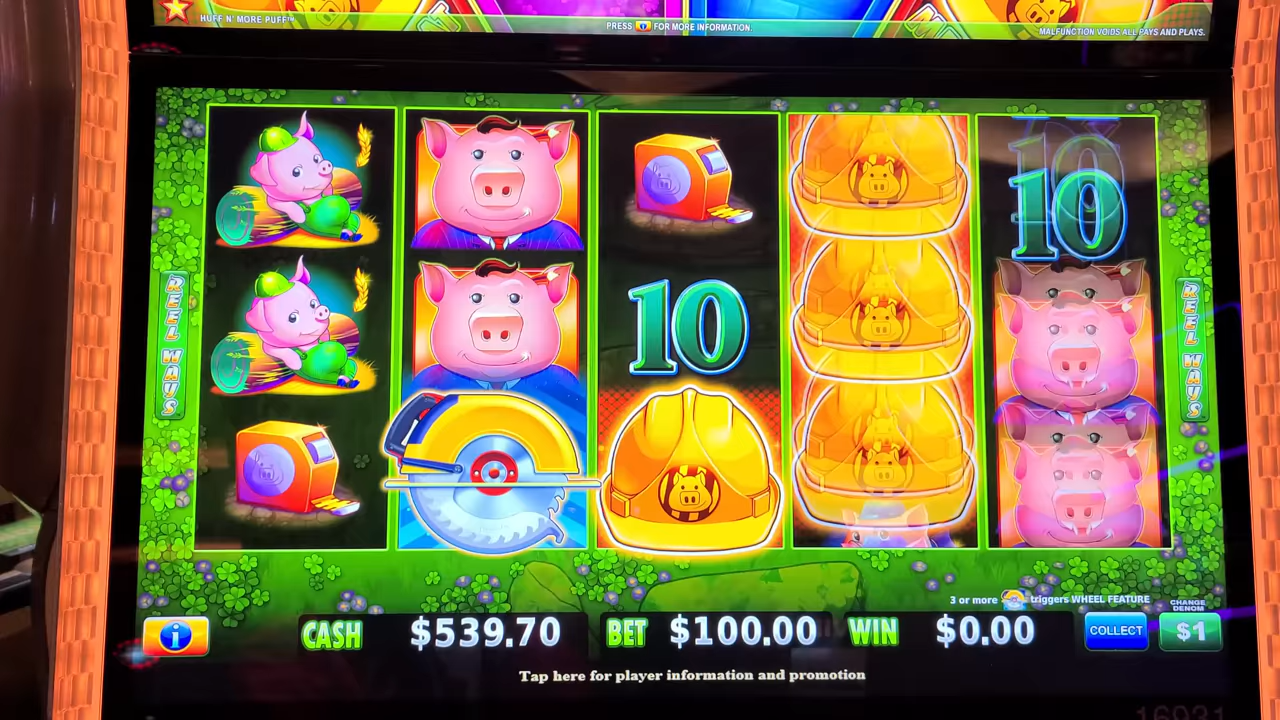 HUFF N' MORE PUFF™
PRESS i FOR MORE INFORMATION.
MALFUNCTION VOIDS ALL PAYS AND PLAYS.
10
10
REEL WAYS
REEL WAYS
3 or more triggers WHEEL FEATURE
CHANGE DENOM
CASH $539.70 BET $100.00 WIN $0.00 COLLECT $1
Tap here for player information and promotion